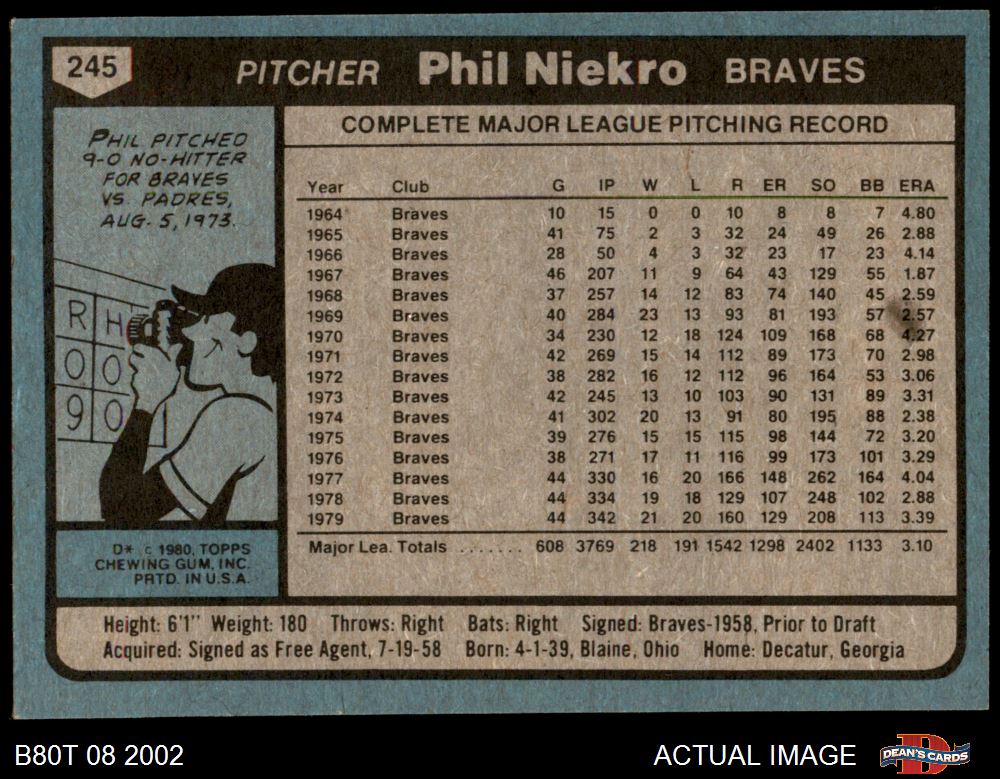 245 PITCHER Phil Niekro BRAVES
PHIL PITCHED
9-0 NO-HITTER
FOR BRAVES
VS. PADRES,
AUG. 5, 1973.
R H
0 0
9 0
D* c 1980, TOPPS
CHEWING GUM, INC.
PRTD. IN U.S.A.
COMPLETE MAJOR LEAGUE PITCHING RECORD
Year Club G IP W L R ER SO BB ERA
1964 Braves 10 15 0 0 10 8 8 7 4.80
1965 Braves 41 75 2 3 32 24 49 26 2.88
1966 Braves 28 50 4 3 32 23 17 23 4.14
1967 Braves 46 207 11 9 64 43 129 55 1.87
1968 Braves 37 257 14 12 83 74 140 45 2.59
1969 Braves 40 284 23 13 93 81 193 57 2.57
1970 Braves 34 230 12 18 124 109 168 68 4.27
1971 Braves 42 269 15 14 112 89 173 70 2.98
1972 Braves 38 282 16 12 112 96 164 53 3.06
1973 Braves 42 245 13 10 103 90 131 89 3.31
1974 Braves 41 302 20 13 91 80 195 88 2.38
1975 Braves 39 276 15 15 115 98 144 72 3.20
1976 Braves 38 271 17 11 116 99 173 101 3.29
1977 Braves 44 330 16 20 166 148 262 164 4.04
1978 Braves 44 334 19 18 129 107 248 102 2.88
1979 Braves 44 342 21 20 160 129 208 113 3.39
Major Lea. Totals ....... 608 3769 218 191 1542 1298 2402 1133 3.10
Height: 6'1" Weight: 180 Throws: Right Bats: Right Signed: Braves-1958, Prior to Draft
Acquired: Signed as Free Agent, 7-19-58 Born: 4-1-39, Blaine, Ohio Home: Decatur, Georgia
B80T 08 2002 ACTUAL IMAGE DEAN'S CARDS